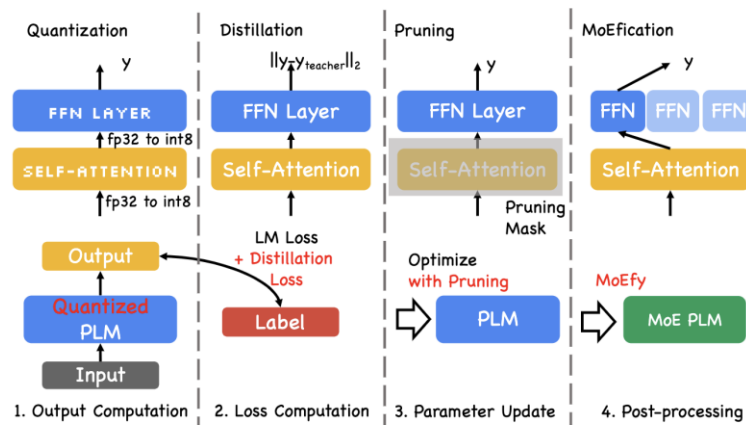 Quantization
y
FFN LAYER
fp32 to int8
SELF-ATTENTION
fp32 to int8
Output
Quantized
PLM
Input
1. Output Computation
Distillation
||y-y_teacher||_2
FFN Layer
Self-Attention
LM Loss
+ Distillation
Loss
Label
2. Loss Computation
Pruning
y
FFN Layer
Self-Attention
Pruning
Mask
Optimize
with Pruning
PLM
3. Parameter Update
MoEfication
y
FFN FFN FFN
Self-Attention
MoEfy
MoE PLM
4. Post-processing